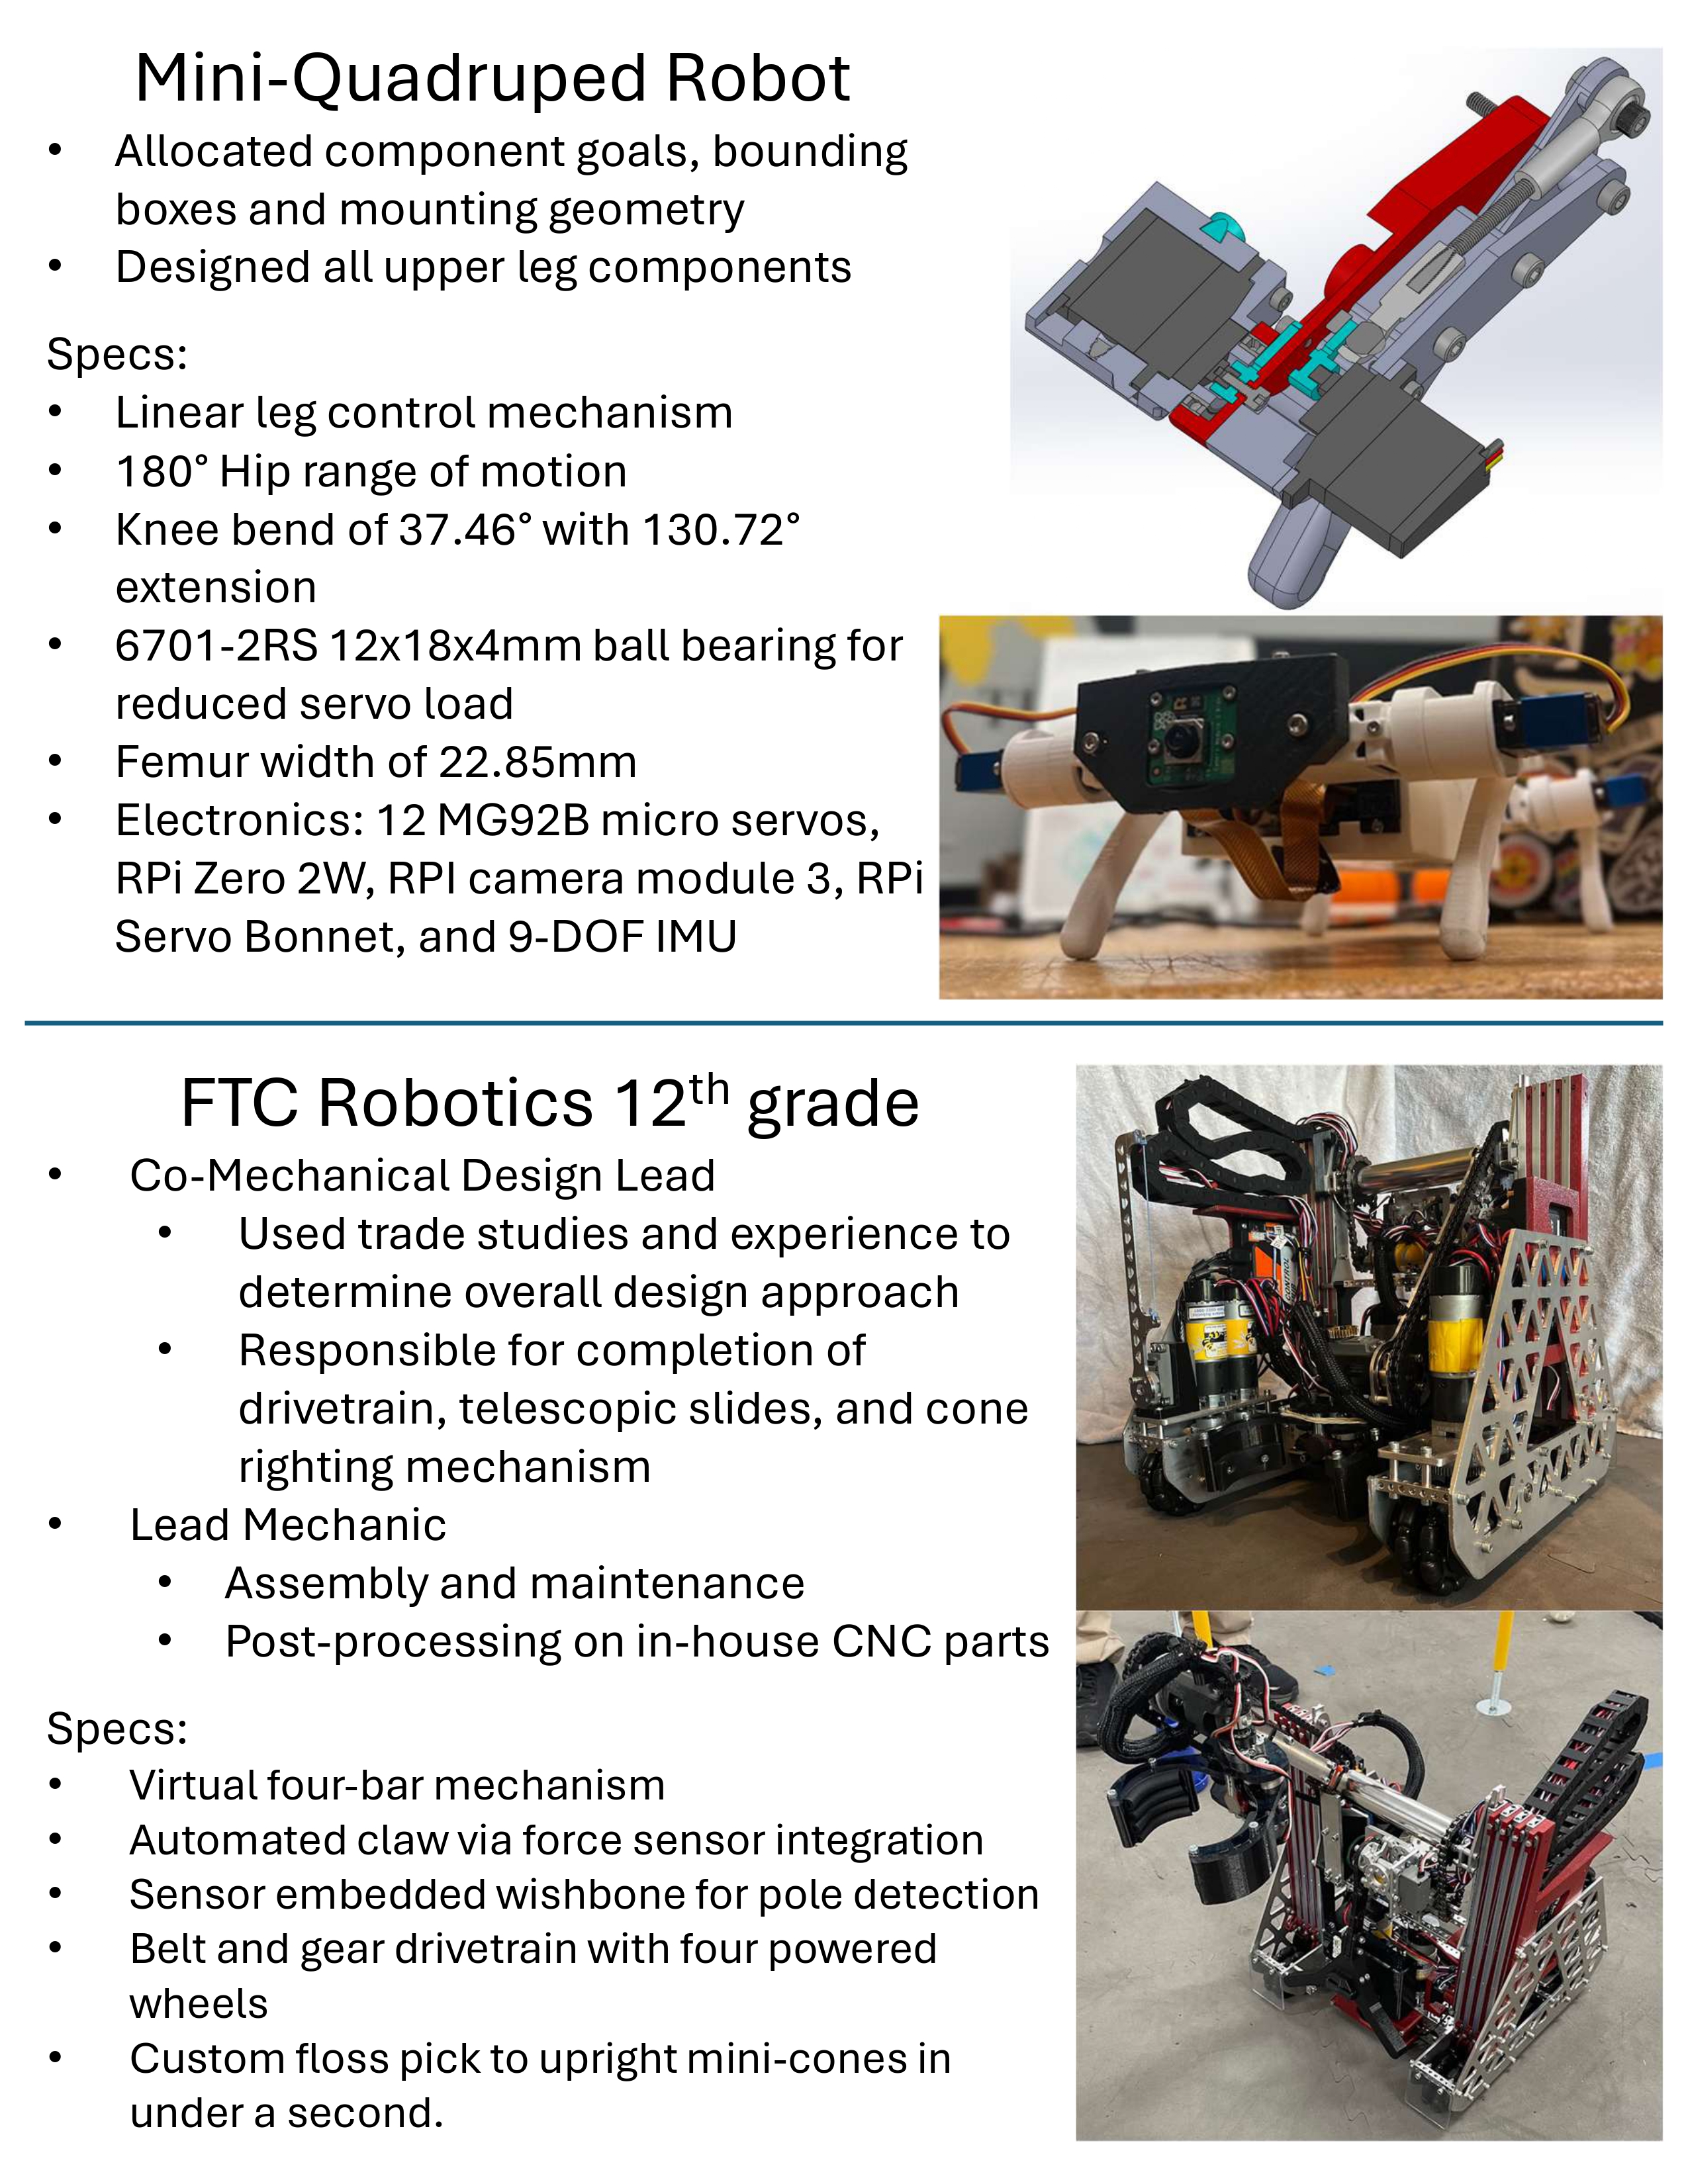 Mini-Quadruped Robot
• Allocated component goals, bounding
boxes and mounting geometry
• Designed all upper leg components
Specs:
• Linear leg control mechanism
• 180° Hip range of motion
• Knee bend of 37.46° with 130.72°
extension
• 6701-2RS 12x18x4mm ball bearing for
reduced servo load
• Femur width of 22.85mm
• Electronics: 12 MG92B micro servos,
RPi Zero 2W, RPI camera module 3, RPi
Servo Bonnet, and 9-DOF IMU
FTC Robotics 12th grade
• Co-Mechanical Design Lead
• Used trade studies and experience to
determine overall design approach
• Responsible for completion of
drivetrain, telescopic slides, and cone
righting mechanism
• Lead Mechanic
• Assembly and maintenance
• Post-processing on in-house CNC parts
Specs:
• Virtual four-bar mechanism
• Automated claw via force sensor integration
• Sensor embedded wishbone for pole detection
• Belt and gear drivetrain with four powered
wheels
• Custom floss pick to upright mini-cones in
under a second.